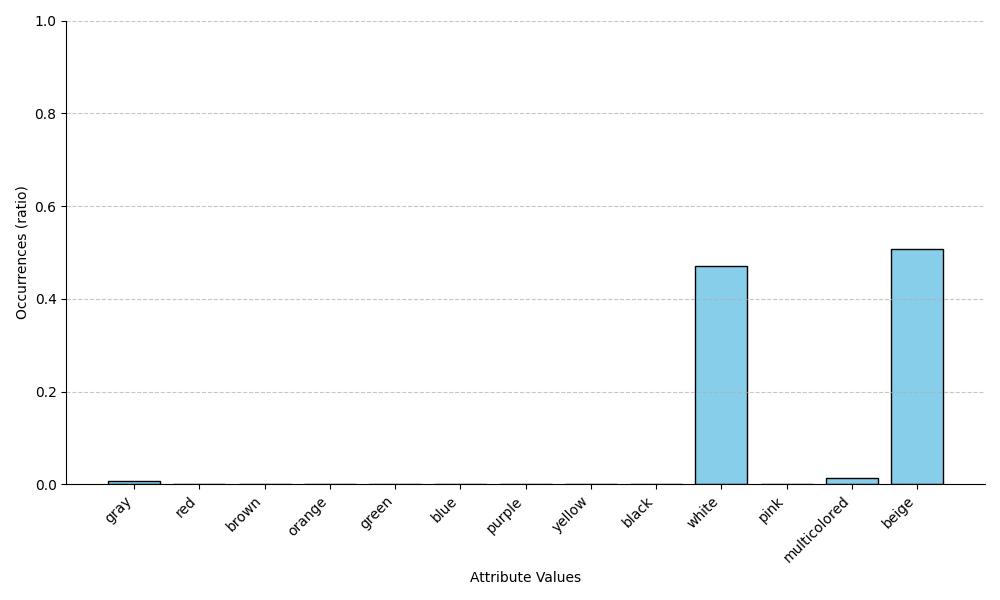 1.0
0.8
0.6
0.4
0.2
0.0
Occurrences (ratio)
gray
red
brown
orange
green
blue
purple
yellow
black
white
pink
multicolored
beige
Attribute Values